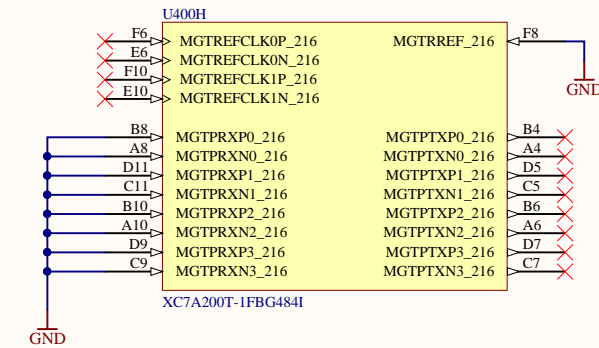 U400H
F6 MGTREFCLK0P_216 MGTRREF_216 F8
E6 MGTREFCLK0N_216
F10 MGTREFCLK1P_216
E10 MGTREFCLK1N_216
GND
B8 MGTPRXP0_216 MGTPTXP0_216 B4
A8 MGTPRXN0_216 MGTPTXN0_216 A4
D11 MGTPRXP1_216 MGTPTXP1_216 D5
C11 MGTPRXN1_216 MGTPTXN1_216 C5
B10 MGTPRXP2_216 MGTPTXP2_216 B6
A10 MGTPRXN2_216 MGTPTXN2_216 A6
D9 MGTPRXP3_216 MGTPTXP3_216 D7
C9 MGTPRXN3_216 MGTPTXN3_216 C7
XC7A200T-1FBG484I
GND